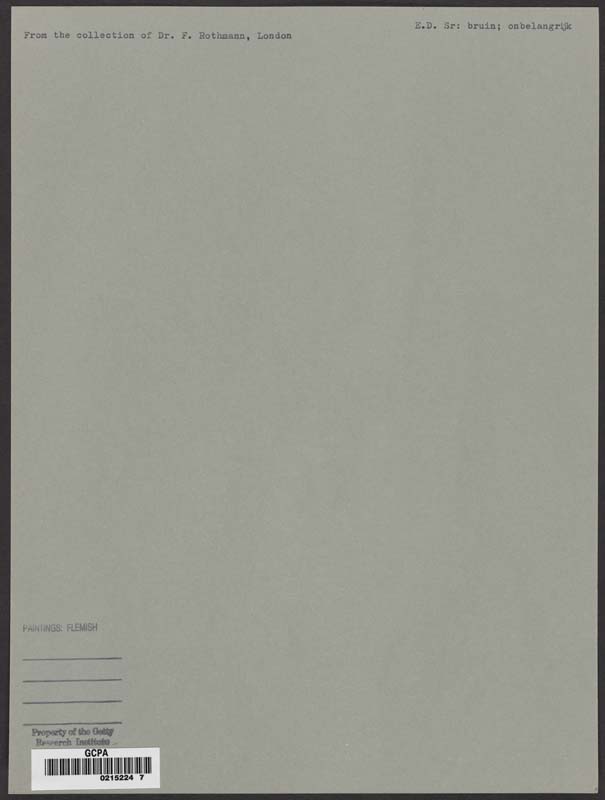 From the collection of Dr. F. Rothmann, London
E.D. Sr: bruin; onbelangrijk
PAINTINGS: FLEMISH
Property of the Getty
Research Institute
GCPA
0215224 7